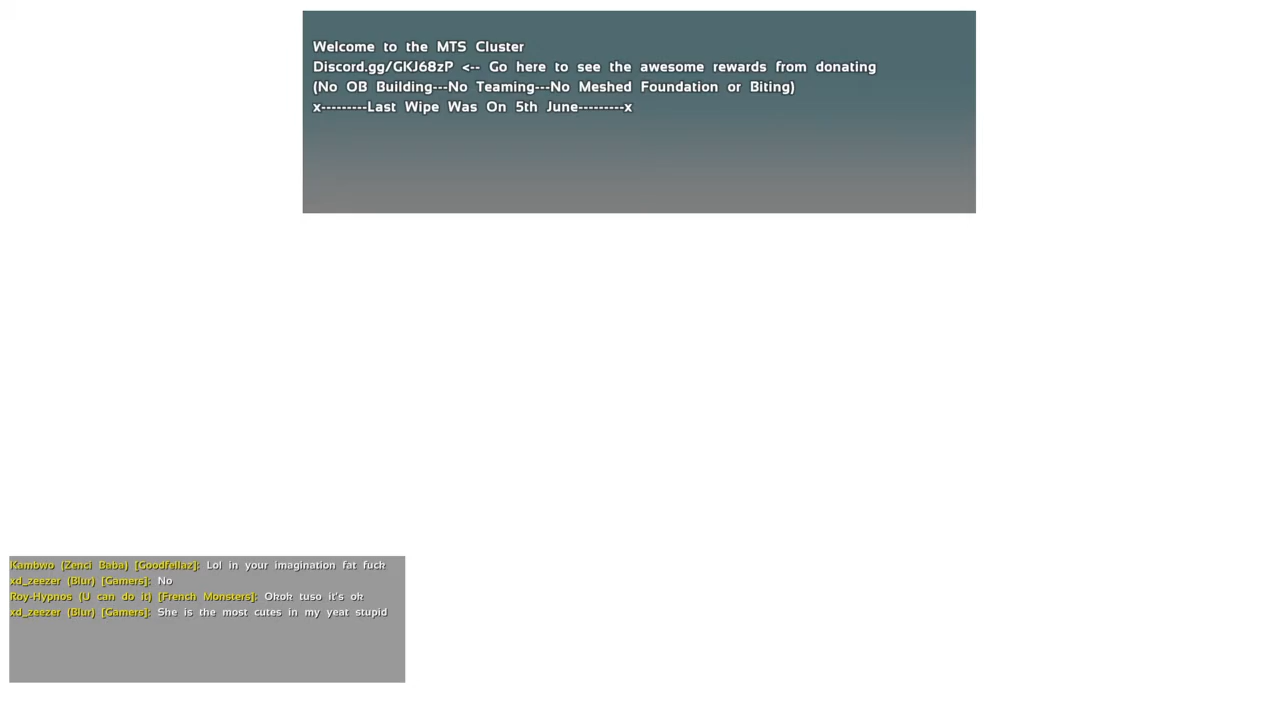 Welcome to the MTS Cluster
Discord.gg/GKJ68zP <-- Go here to see the awesome rewards from donating
(No OB Building---No Teaming---No Meshed Foundation or Biting)
x---------Last Wipe Was On 5th June---------x
Kambwo (Zenci Baba) [Goodfellaz]: Lol in your imagination fat fuck
xd_zeezer (Blur) [Gamers]: No
Roy-Hypnos (U can do it) [French Monsters]: Okok tuso it's ok
xd_zeezer (Blur) [Gamers]: She is the most cutes in my yeat stupid